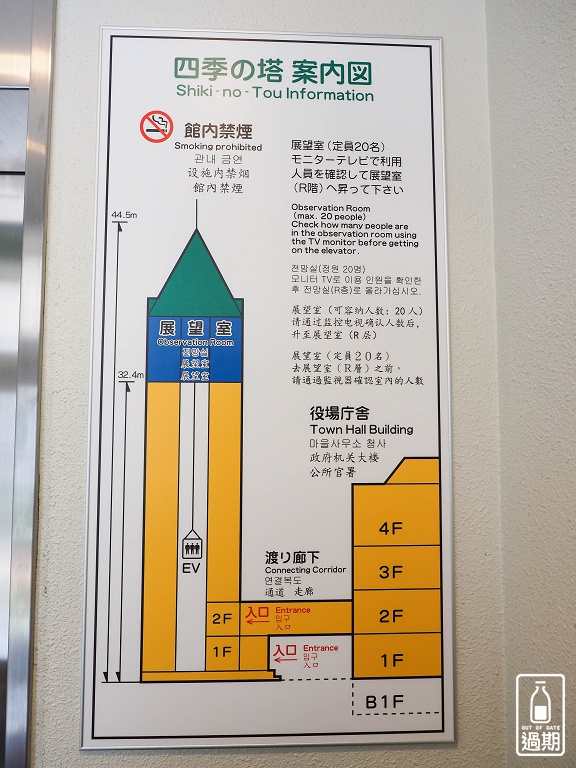 四季の塔 案内図
Shiki-no-Tou Information
館内禁煙
Smoking prohibited
관내 금연
设施内禁烟
館內禁煙
展望室（定員20名）
モニターテレビで利用
人員を確認して展望室
（R階）へ昇って下さい
Observation Room
(max. 20 people)
Check how many people are
in the observation room using
the TV monitor before getting
on the elevator.
전망실(정원 20명)
모니터 TV로 이용 인원을 확인한
후 전망실(R층)로 올라가십시오.
展望室（可容纳人数：20人）
请通过监控电视确认人数后，
升至展望室（R 层）
展望室（定員２０名）
去展望室（Ｒ層）之前，
請通過監視器確認室內的人數
44.5m
32.4m
展望室
Observation Room
전망실
展望室
展望室
EV
役場庁舎
Town Hall Building
마을사무소 청사
政府机关大楼
公所官署
渡り廊下
Connecting Corridor
연결복도
通道 走廊
4F
3F
2F
1F
B1F
2F
入口
Entrance
입구
入口
1F
入口
Entrance
입구
入口
OUT OF DATE
過期